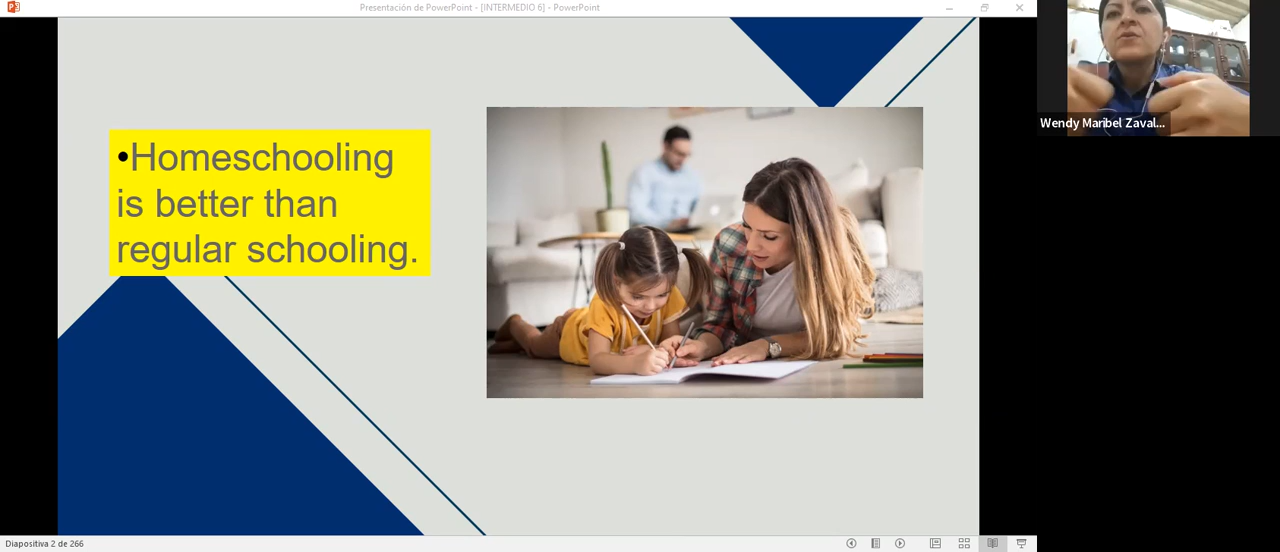 Presentación de PowerPoint - [INTERMEDIO 6] - PowerPoint
•Homeschooling
is better than
regular schooling.
Wendy Maribel Zaval...
Diapositiva 2 de 266